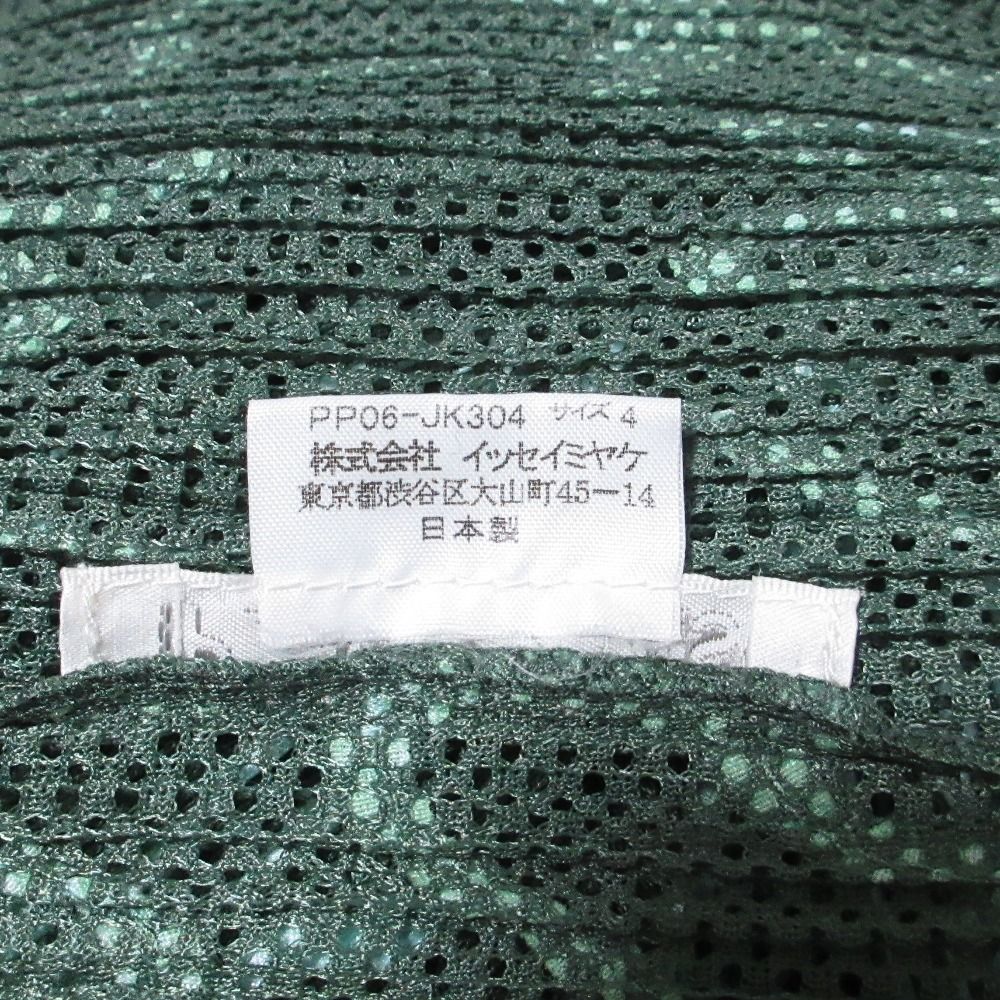 PP06-JK304 サイズ 4
株式会社 イッセイミヤケ
東京都渋谷区大山町45ー14
日本製